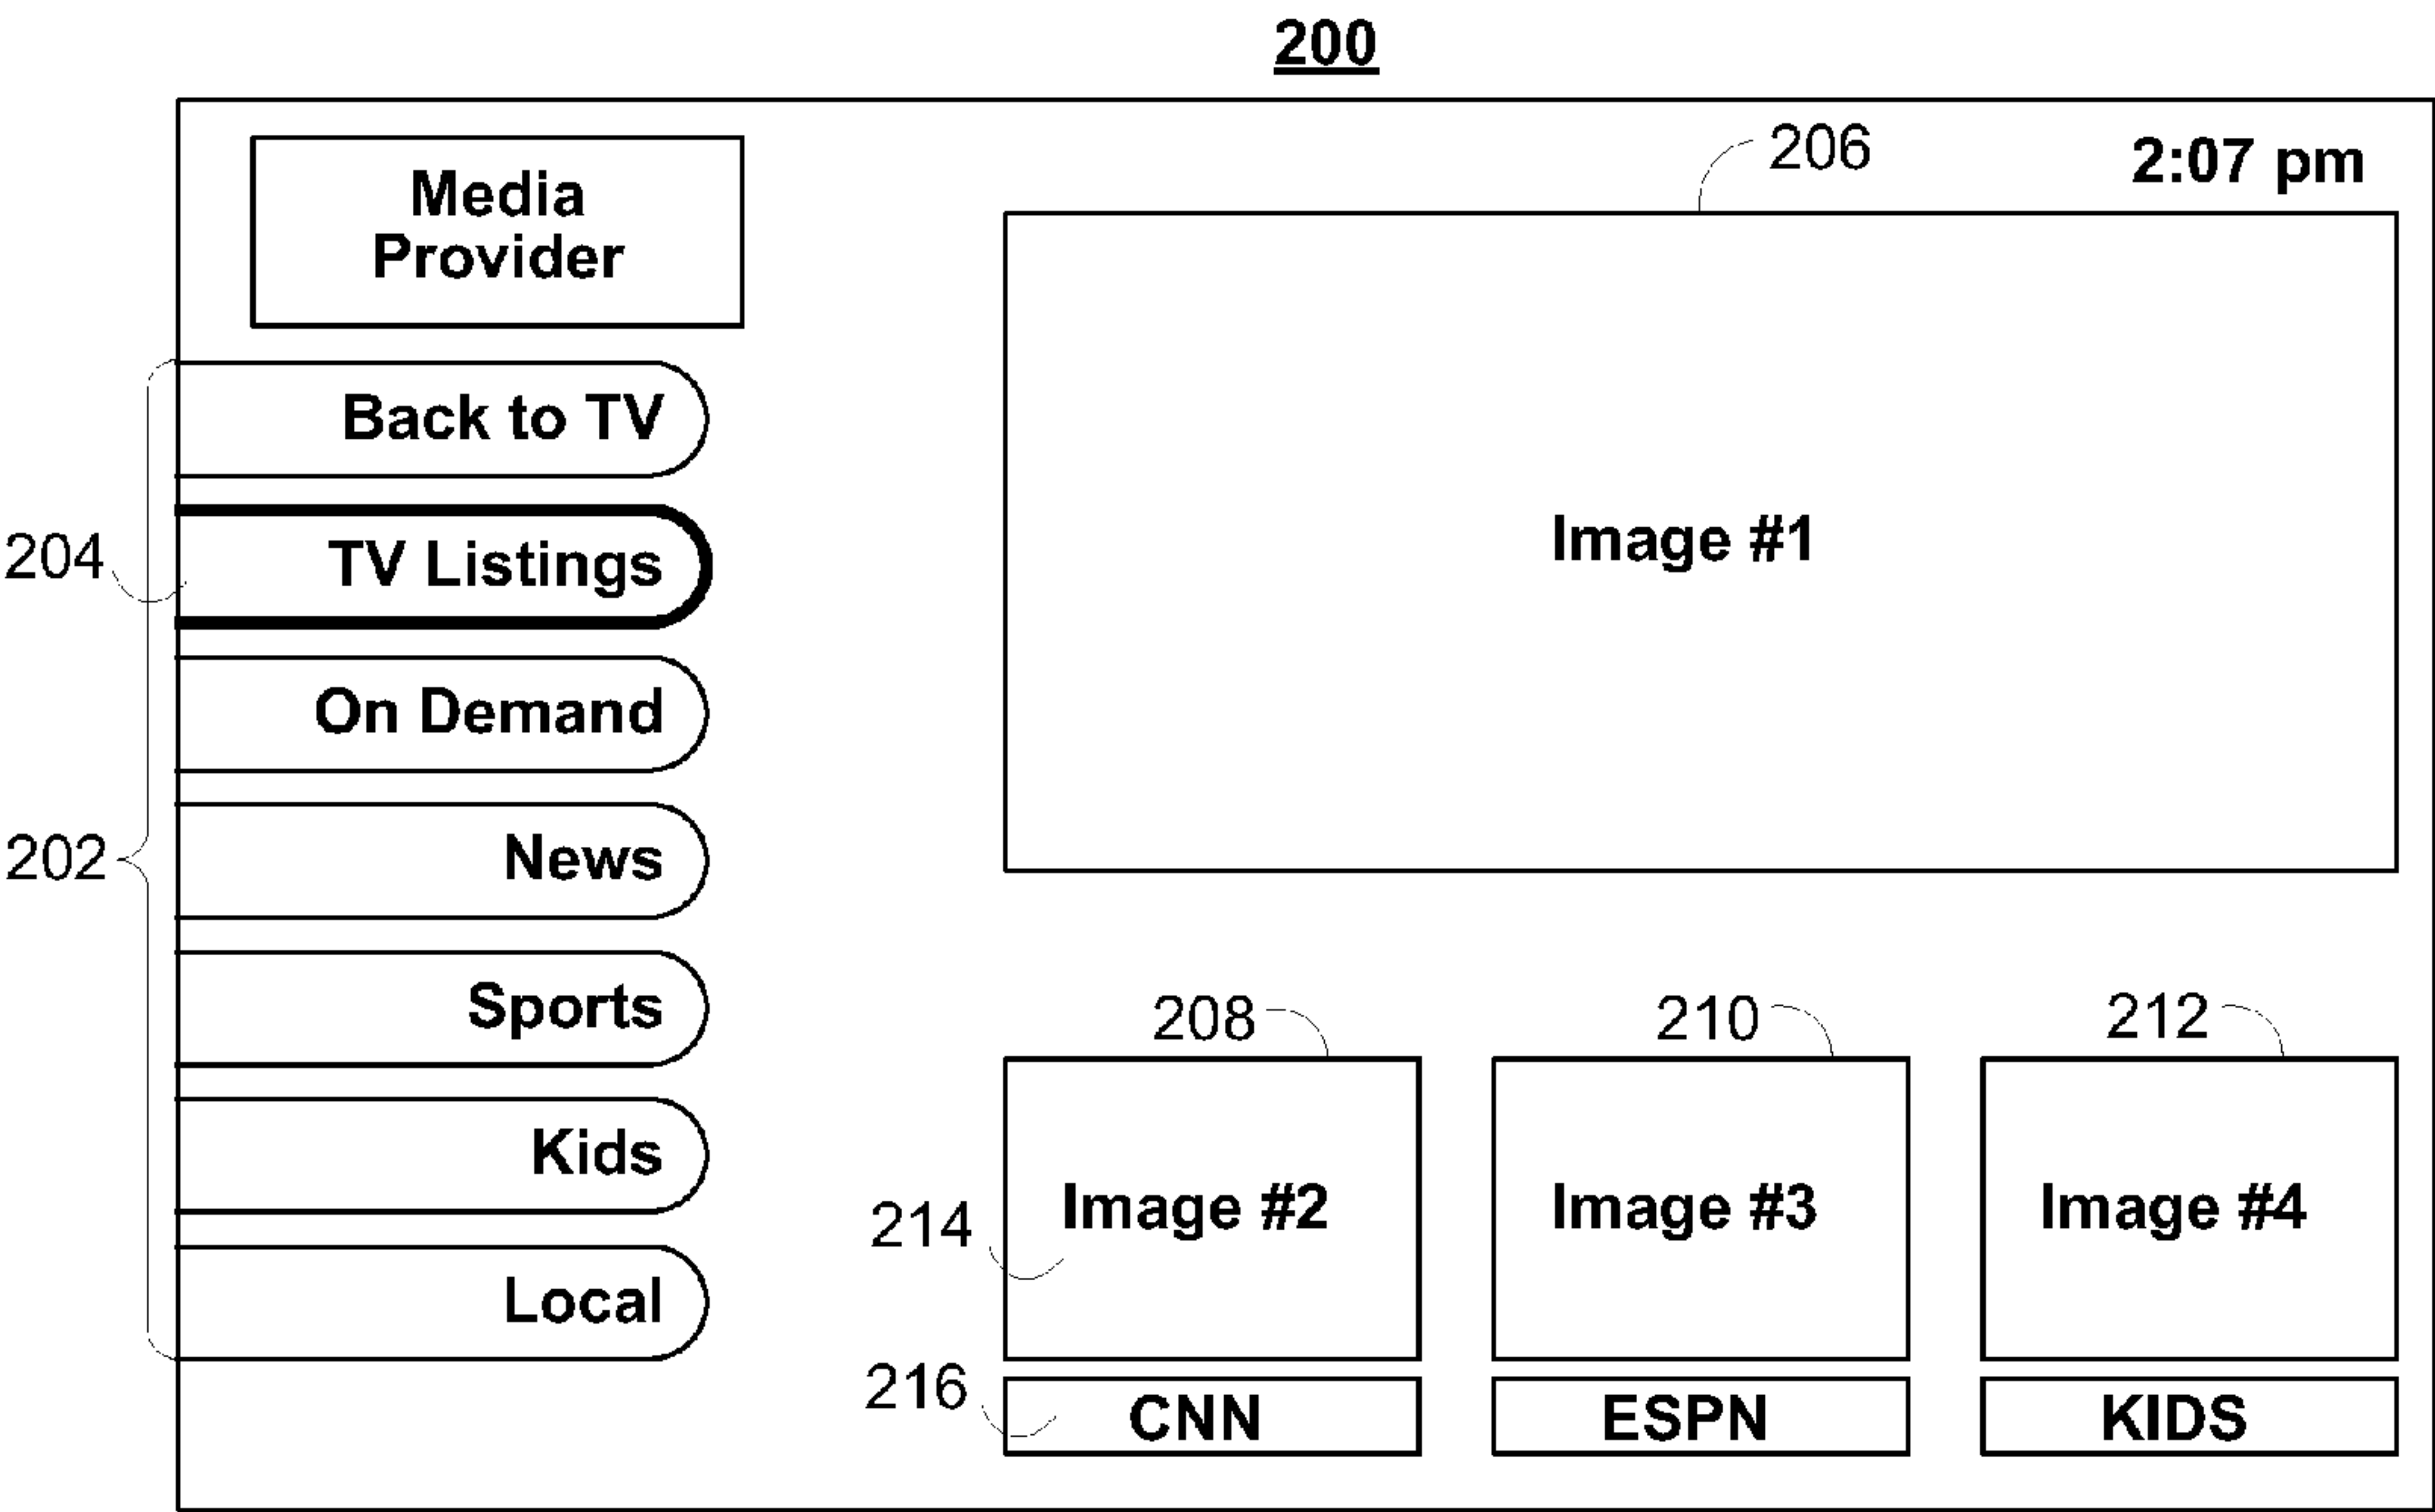 200
206
2:07 pm
Media
Provider
Back to TV
204
TV Listings
Image #1
On Demand
202
News
Sports
208
210
212
Kids
214
Image #2
Image #3
Image #4
Local
216
CNN
ESPN
KIDS